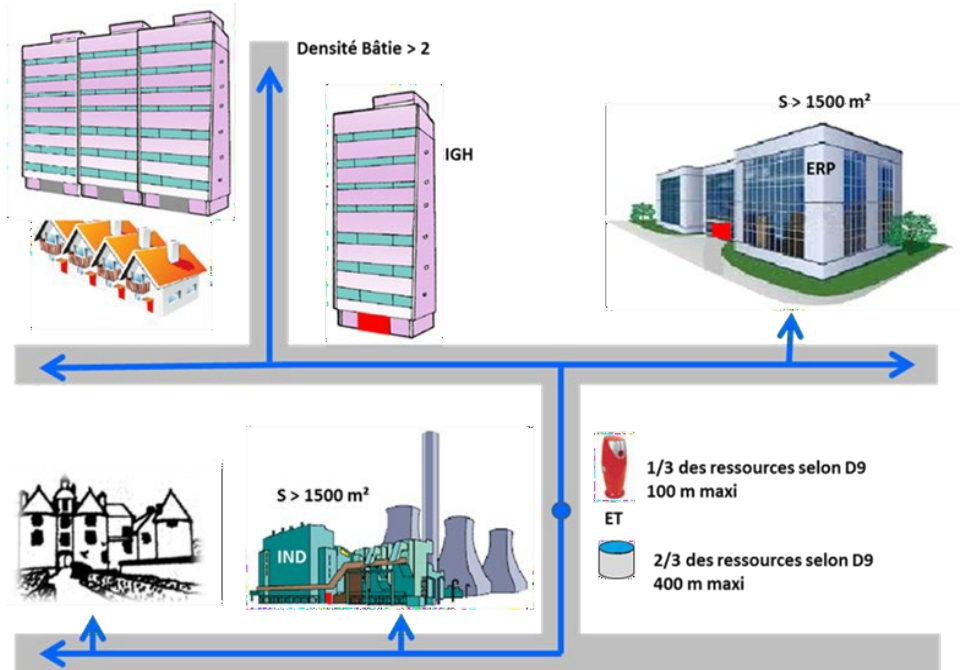 Densité Bâtie > 2
S > 1500 m²
IGH
ERP
1/3 des ressources selon D9
100 m maxi
S > 1500 m²
ET
IND
2/3 des ressources selon D9
400 m maxi